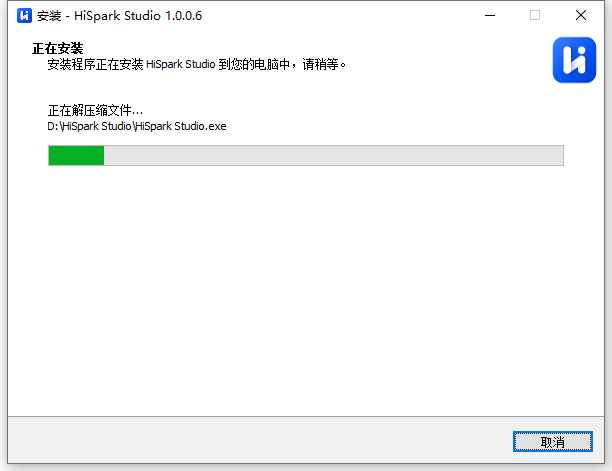 安装 - HiSpark Studio 1.0.0.6
正在安装
安装程序正在安装 HiSpark Studio 到您的电脑中，请稍等。
正在解压缩文件...
D:\HiSpark Studio\HiSpark Studio.exe
取消